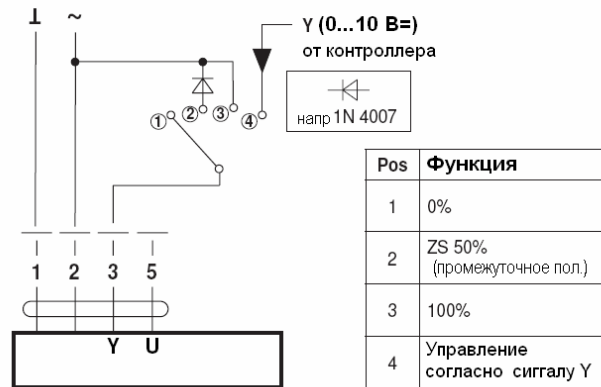 ⊥ ~
Y (0...10 В=)
от контроллера
напр 1N 4007
① ② ③ ④
1 2 3 5
Y U
Pos Функция
1 0%
2 ZS 50%
(промежуточное пол.)
3 100%
4 Управление
согласно сиггалу Y